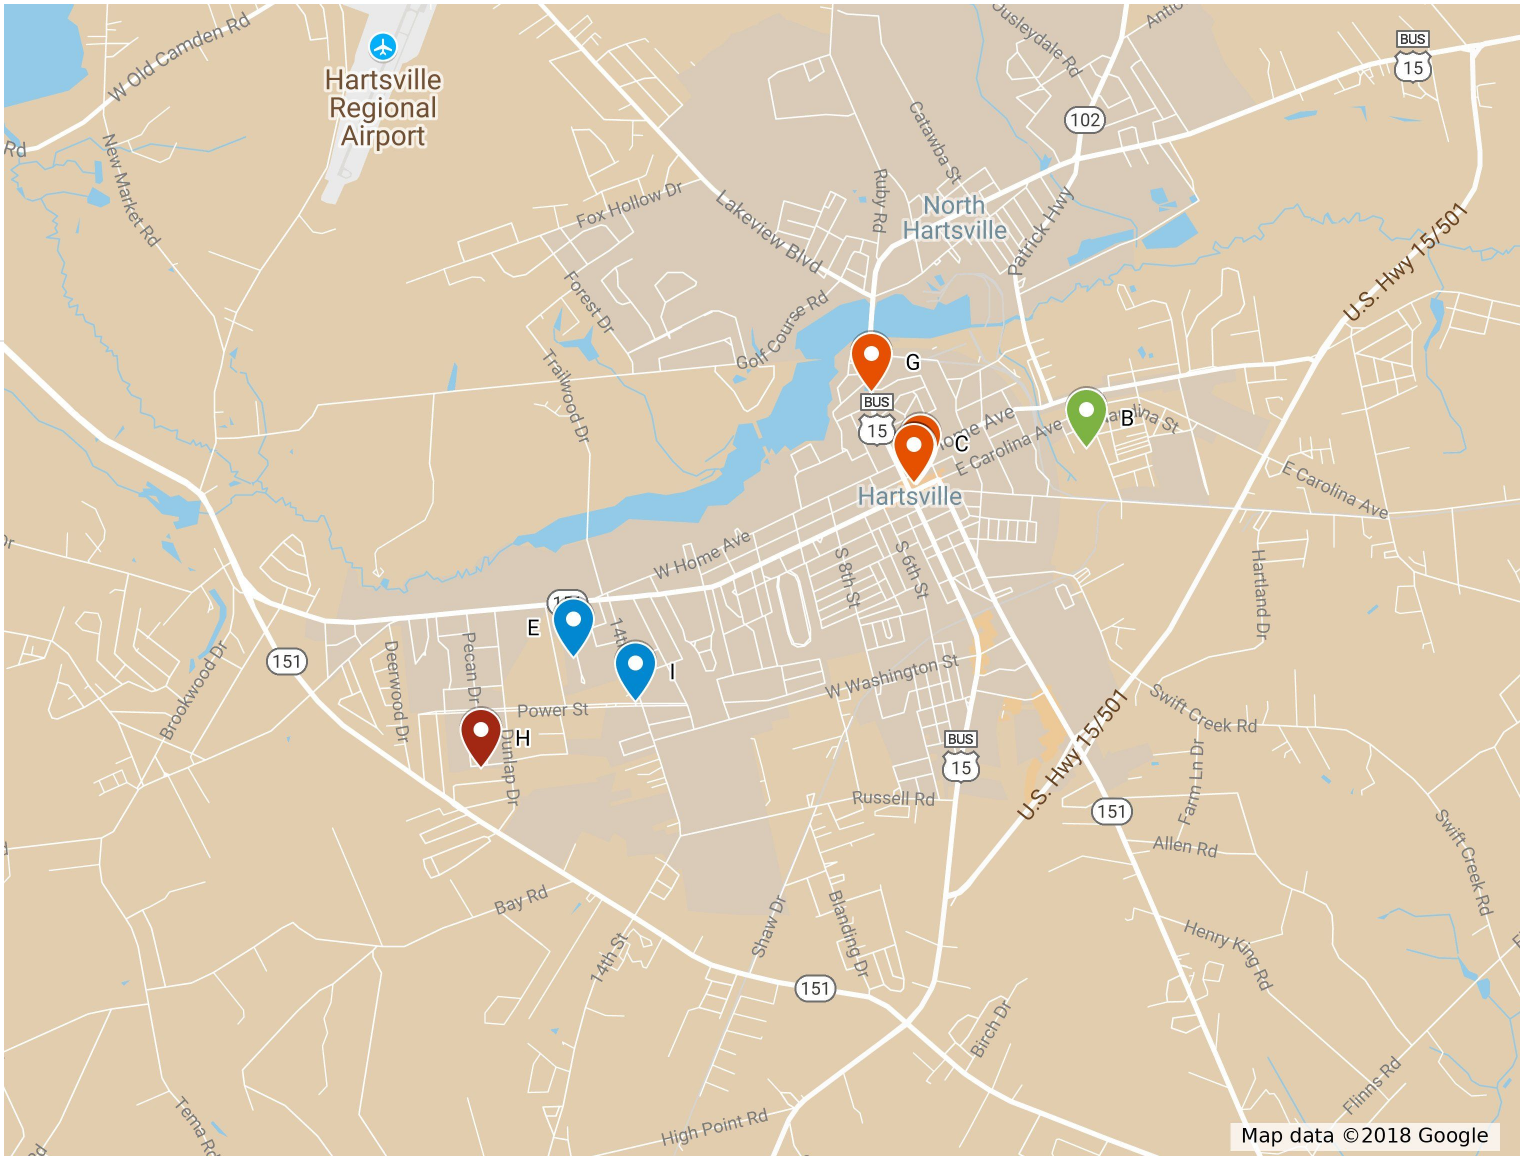 BUS
15
Antio
Ousleydale Rd
W Old Camden Rd
Hartsville
Regional
Airport
102
Catawba St
Rd
New Market Rd
Ruby Rd
Fox Hollow Dr
North
Hartsville
Lakeview Blvd
Patrick Hwy
U.S. Hwy 15/501
Forest Dr
Golf Course Rd
Trailwood Dr
G
BUS
15
C
Home Ave
E Carolina Ave
B
E Carolina Ave
Hartsville
W Home Ave
S 8th St
S 6th St
Hartland Dr
E
I
151
Brookwood Dr
Deerwood Dr
Pecan Dr
W Washington St
Power St
H
Dunlap Dr
U.S. Hwy 15/501
Swift Creek Rd
BUS
15
Farm Ln Dr
Russell Rd
151
Allen Rd
Swift Creek Rd
Bay Rd
Blanding Dr
Shaw Dr
14th St
Henry King Rd
151
Birch Dr
Flinns Rd
Tema Rd
High Point Rd
Map data ©2018 Google